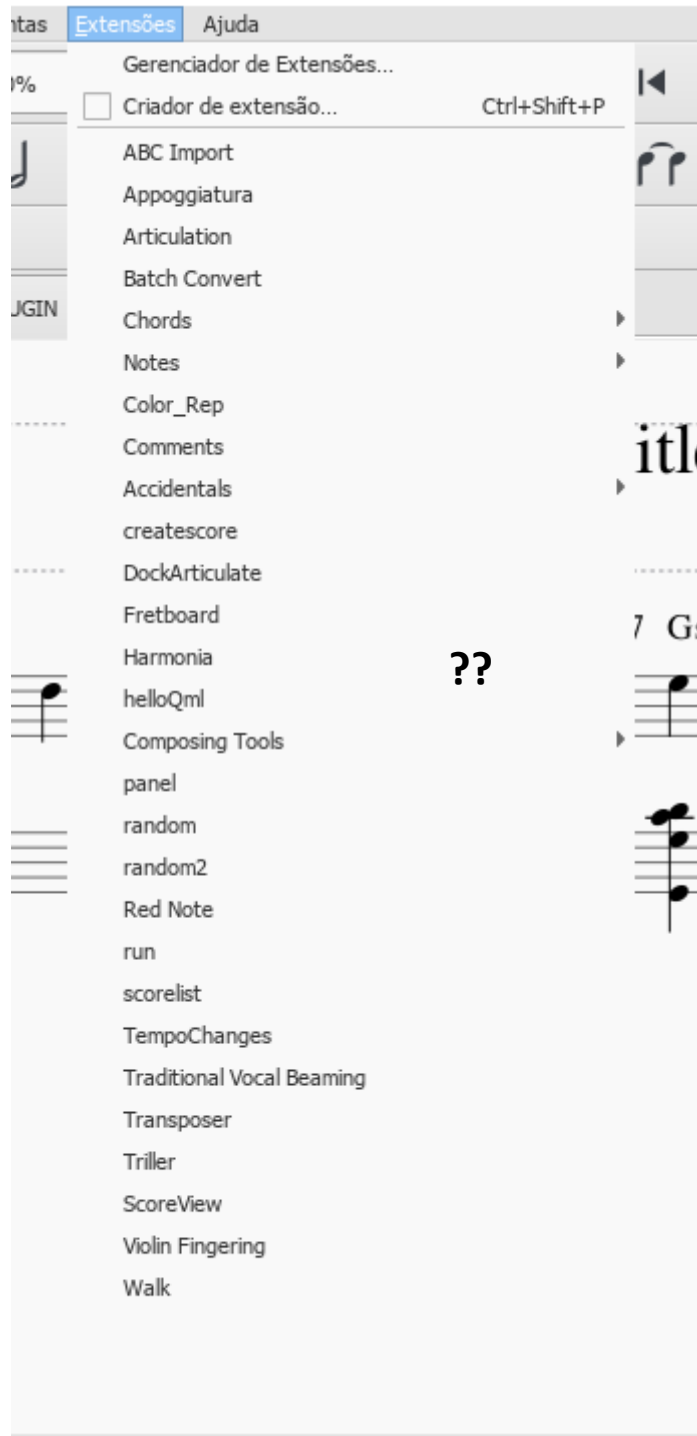 ntas Extensões Ajuda
0%
Gerenciador de Extensões...
Criador de extensão... Ctrl+Shift+P
ABC Import
Appoggiatura
Articulation
Batch Convert
UGIN
Chords
Notes
Color_Rep
Comments
itle
Accidentals
createscore
DockArticulate
Fretboard
7 G
Harmonia
??
helloQml
Composing Tools
panel
random
random2
Red Note
run
scorelist
TempoChanges
Traditional Vocal Beaming
Transposer
Triller
ScoreView
Violin Fingering
Walk